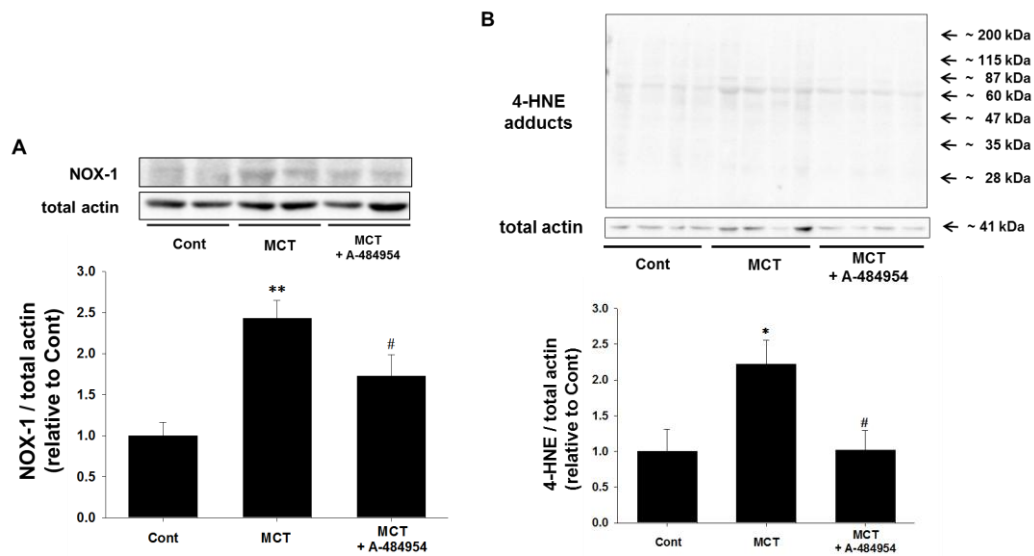 A
NOX-1
total actin
Cont
MCT
MCT
+ A-484954
NOX-1 / total actin
(relative to Cont)
3.0
2.5
2.0
1.5
1.0
0.5
0.0
**
#
Cont
MCT
MCT
+ A-484954
B
4-HNE
adducts
← ~ 200 kDa
← ~ 115 kDa
← ~ 87 kDa
← ~ 60 kDa
← ~ 47 kDa
← ~ 35 kDa
← ~ 28 kDa
total actin
← ~ 41 kDa
Cont
MCT
MCT
+ A-484954
4-HNE / total actin
(relative to Cont)
3.0
2.5
2.0
1.5
1.0
0.5
0.0
*
#
Cont
MCT
MCT
+ A-484954